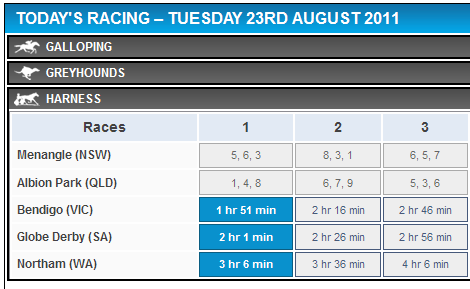 TODAY'S RACING – TUESDAY 23RD AUGUST 2011
GALLOPING
GREYHOUNDS
HARNESS
Races 1 2 3
Menangle (NSW) 5, 6, 3 8, 3, 1 6, 5, 7
Albion Park (QLD) 1, 4, 8 6, 7, 9 5, 3, 6
Bendigo (VIC) 1 hr 51 min 2 hr 16 min 2 hr 46 min
Globe Derby (SA) 2 hr 1 min 2 hr 26 min 2 hr 56 min
Northam (WA) 3 hr 6 min 3 hr 36 min 4 hr 6 min